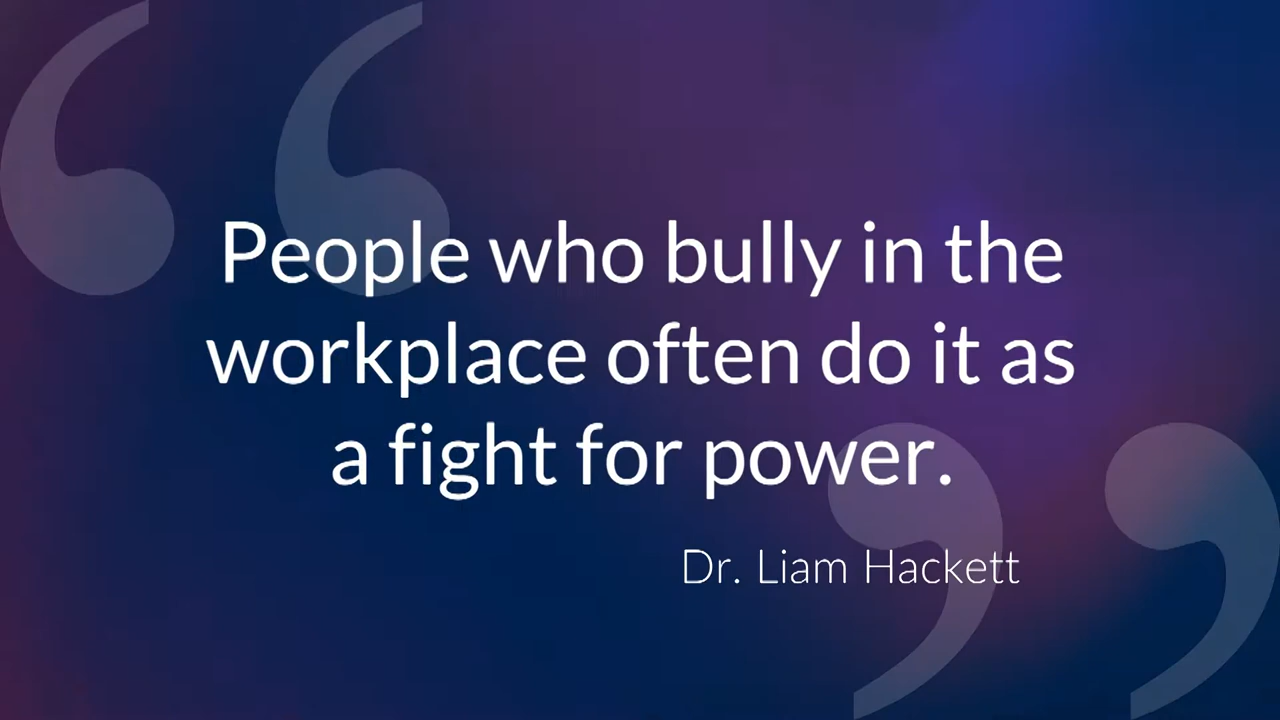 People who bully in the
workplace often do it as
a fight for power.
Dr. Liam Hackett